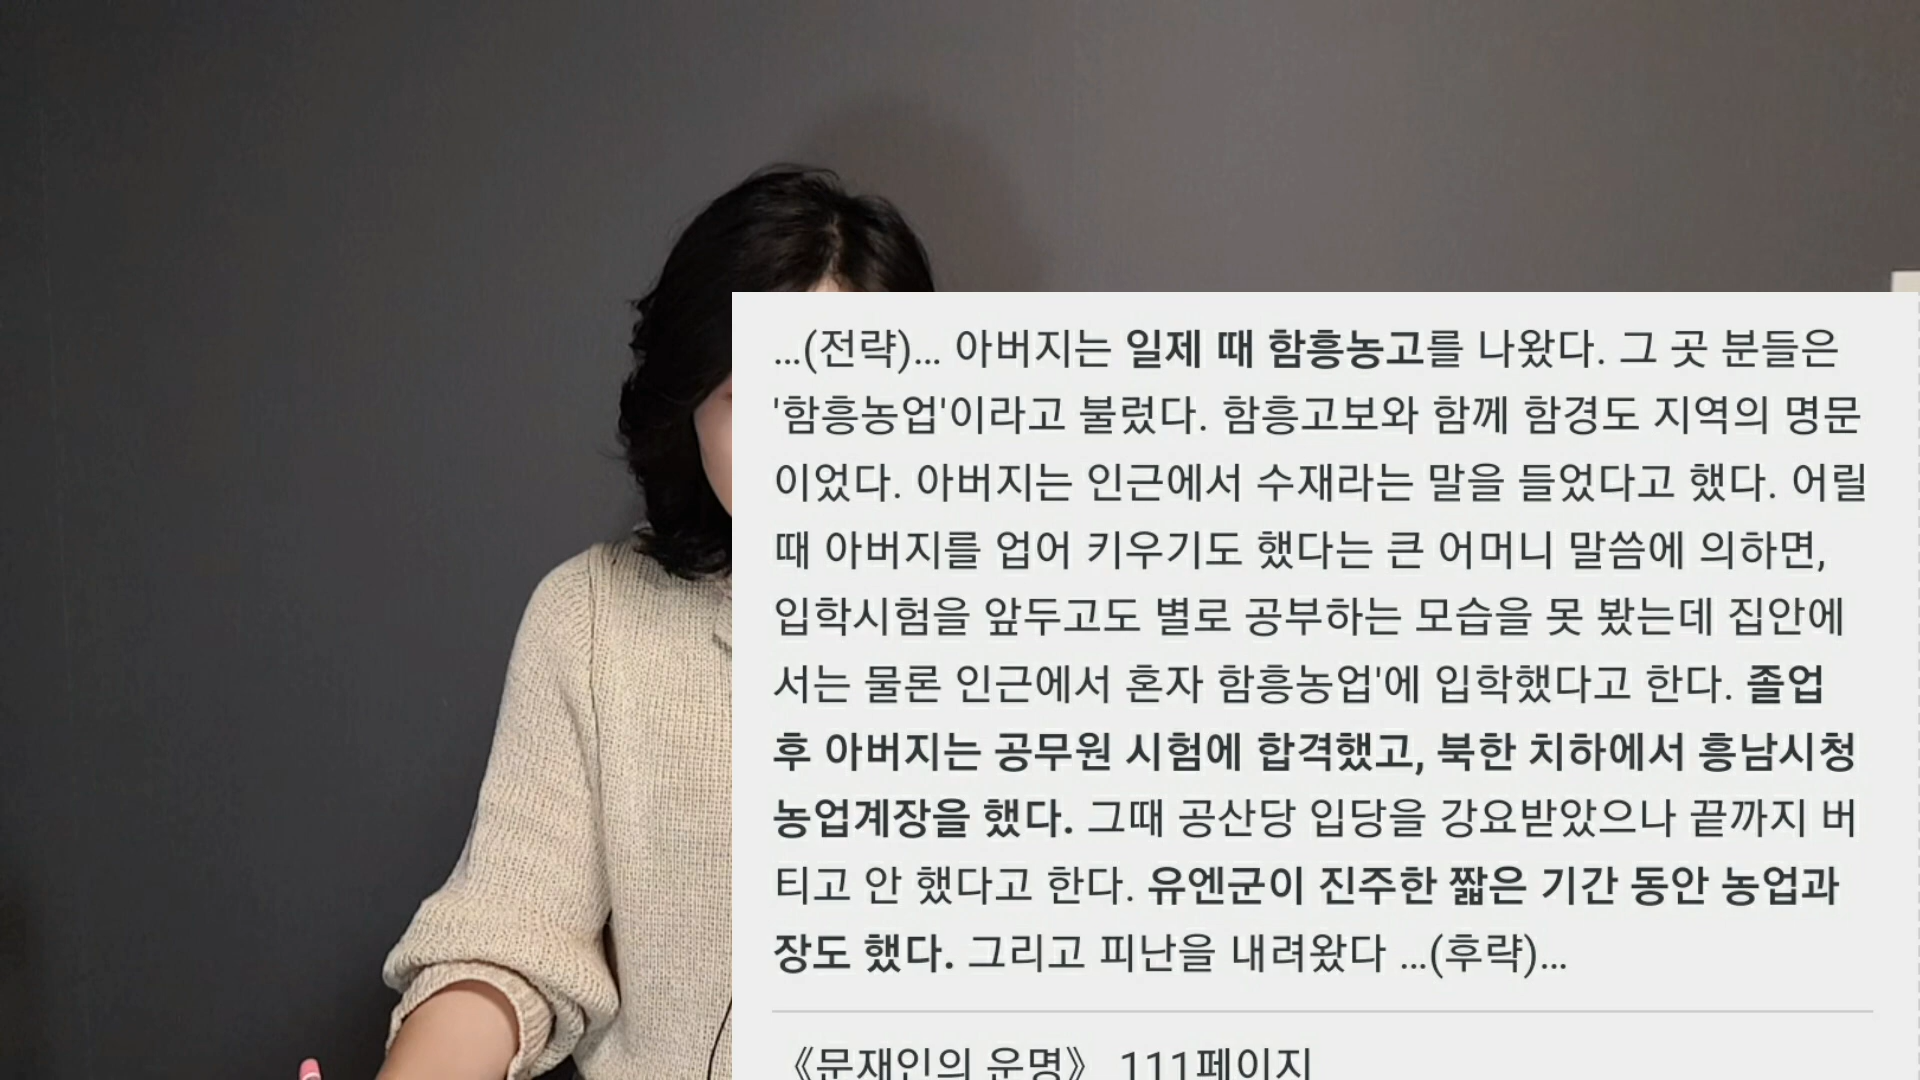 ...(전략)... 아버지는 일제 때 함흥농고를 나왔다. 그 곳 분들은
'함흥농업'이라고 불렀다. 함흥고보와 함께 함경도 지역의 명문
이었다. 아버지는 인근에서 수재라는 말을 들었다고 했다. 어릴
때 아버지를 업어 키우기도 했다는 큰 어머니 말씀에 의하면,
입학시험을 앞두고도 별로 공부하는 모습을 못 봤는데 집안에
서는 물론 인근에서 혼자 함흥농업'에 입학했다고 한다. 졸업
후 아버지는 공무원 시험에 합격했고, 북한 치하에서 흥남시청
농업계장을 했다. 그때 공산당 입당을 강요받았으나 끝까지 버
티고 안 했다고 한다. 유엔군이 진주한 짧은 기간 동안 농업과
장도 했다. 그리고 피난을 내려왔다 ...(후략)...
《문재인의 운명》 111페이지